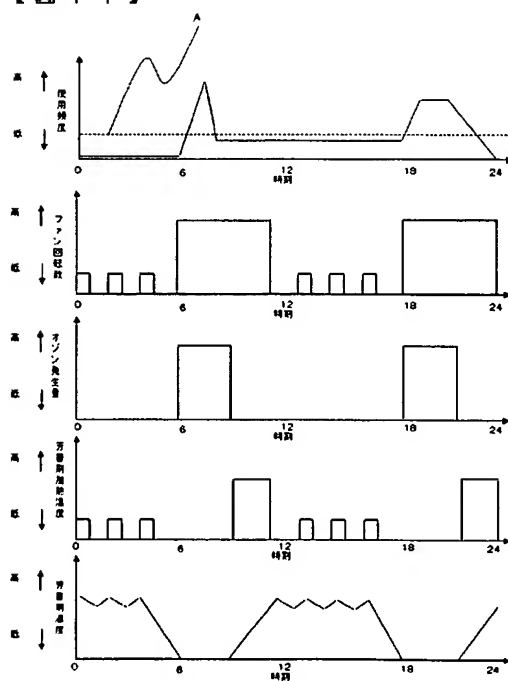 A
高
使用頻度
低
0 6 12 18 24
時刻
高
ファン回転数
低
0 6 12 18 24
時刻
高
オゾン発生量
低
0 6 12 18 24
時刻
高
芳香剤加熱温度
低
0 6 12 18 24
時刻
高
芳香剤濃度
低
0 6 12 18 24
時刻